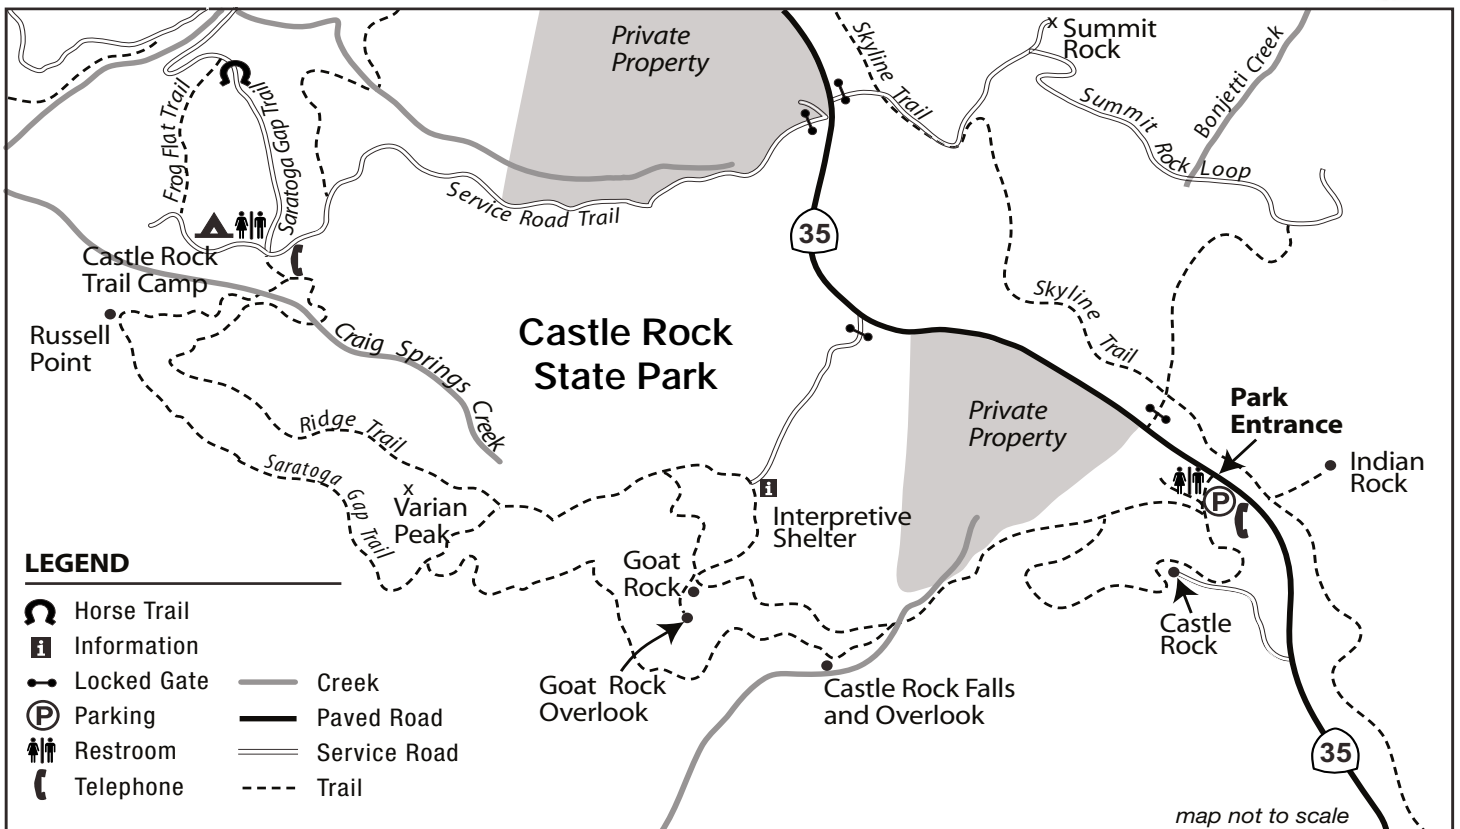 Private
Property
Skyline
Trail
Summit
Rock
Bonjetti Creek
Summit
Rock Loop
Frog Flat Trail
Saratoga Gap Trail
Service Road Trail
35
Castle Rock
Trail Camp
Russell
Point
Craig Springs
Creek
Castle Rock
State Park
Skyline
Trail
Private
Property
Park
Entrance
Indian
Rock
Ridge Trail
Saratoga Gap Trail
x
Varian
Peak
i
Interpretive
Shelter
P
Goat
Rock
Castle
Rock
Goat Rock
Overlook
Castle Rock Falls
and Overlook
35
LEGEND
Horse Trail
i Information
Locked Gate
P Parking
Restroom
Telephone
Creek
Paved Road
Service Road
Trail
map not to scale
x